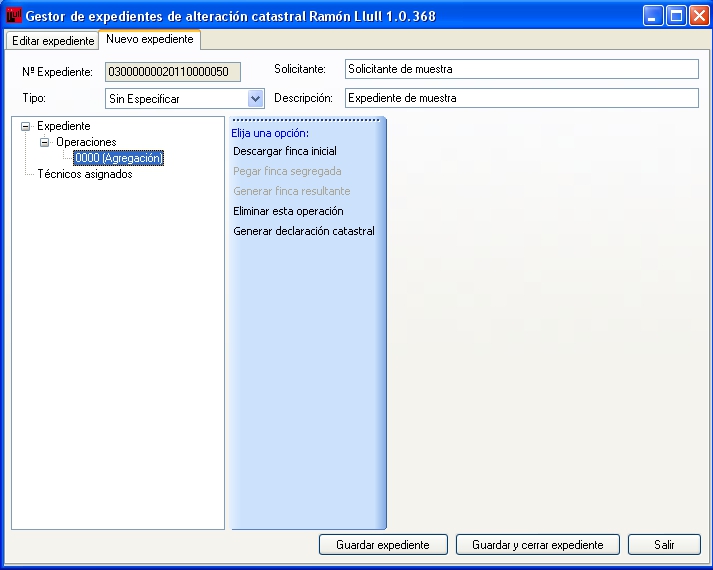 Gestor de expedientes de alteración catastral Ramón Llull 1.0.368
Editar expediente
Nuevo expediente
Nº Expediente:
03000000020110000050
Solicitante:
Solicitante de muestra
Tipo:
Sin Especificar
Descripción:
Expediente de muestra
Expediente
Operaciones
0000 (Agregación)
Técnicos asignados
Elija una opción:
Descargar finca inicial
Pegar finca segregada
Generar finca resultante
Eliminar esta operación
Generar declaración catastral
Guardar expediente
Guardar y cerrar expediente
Salir